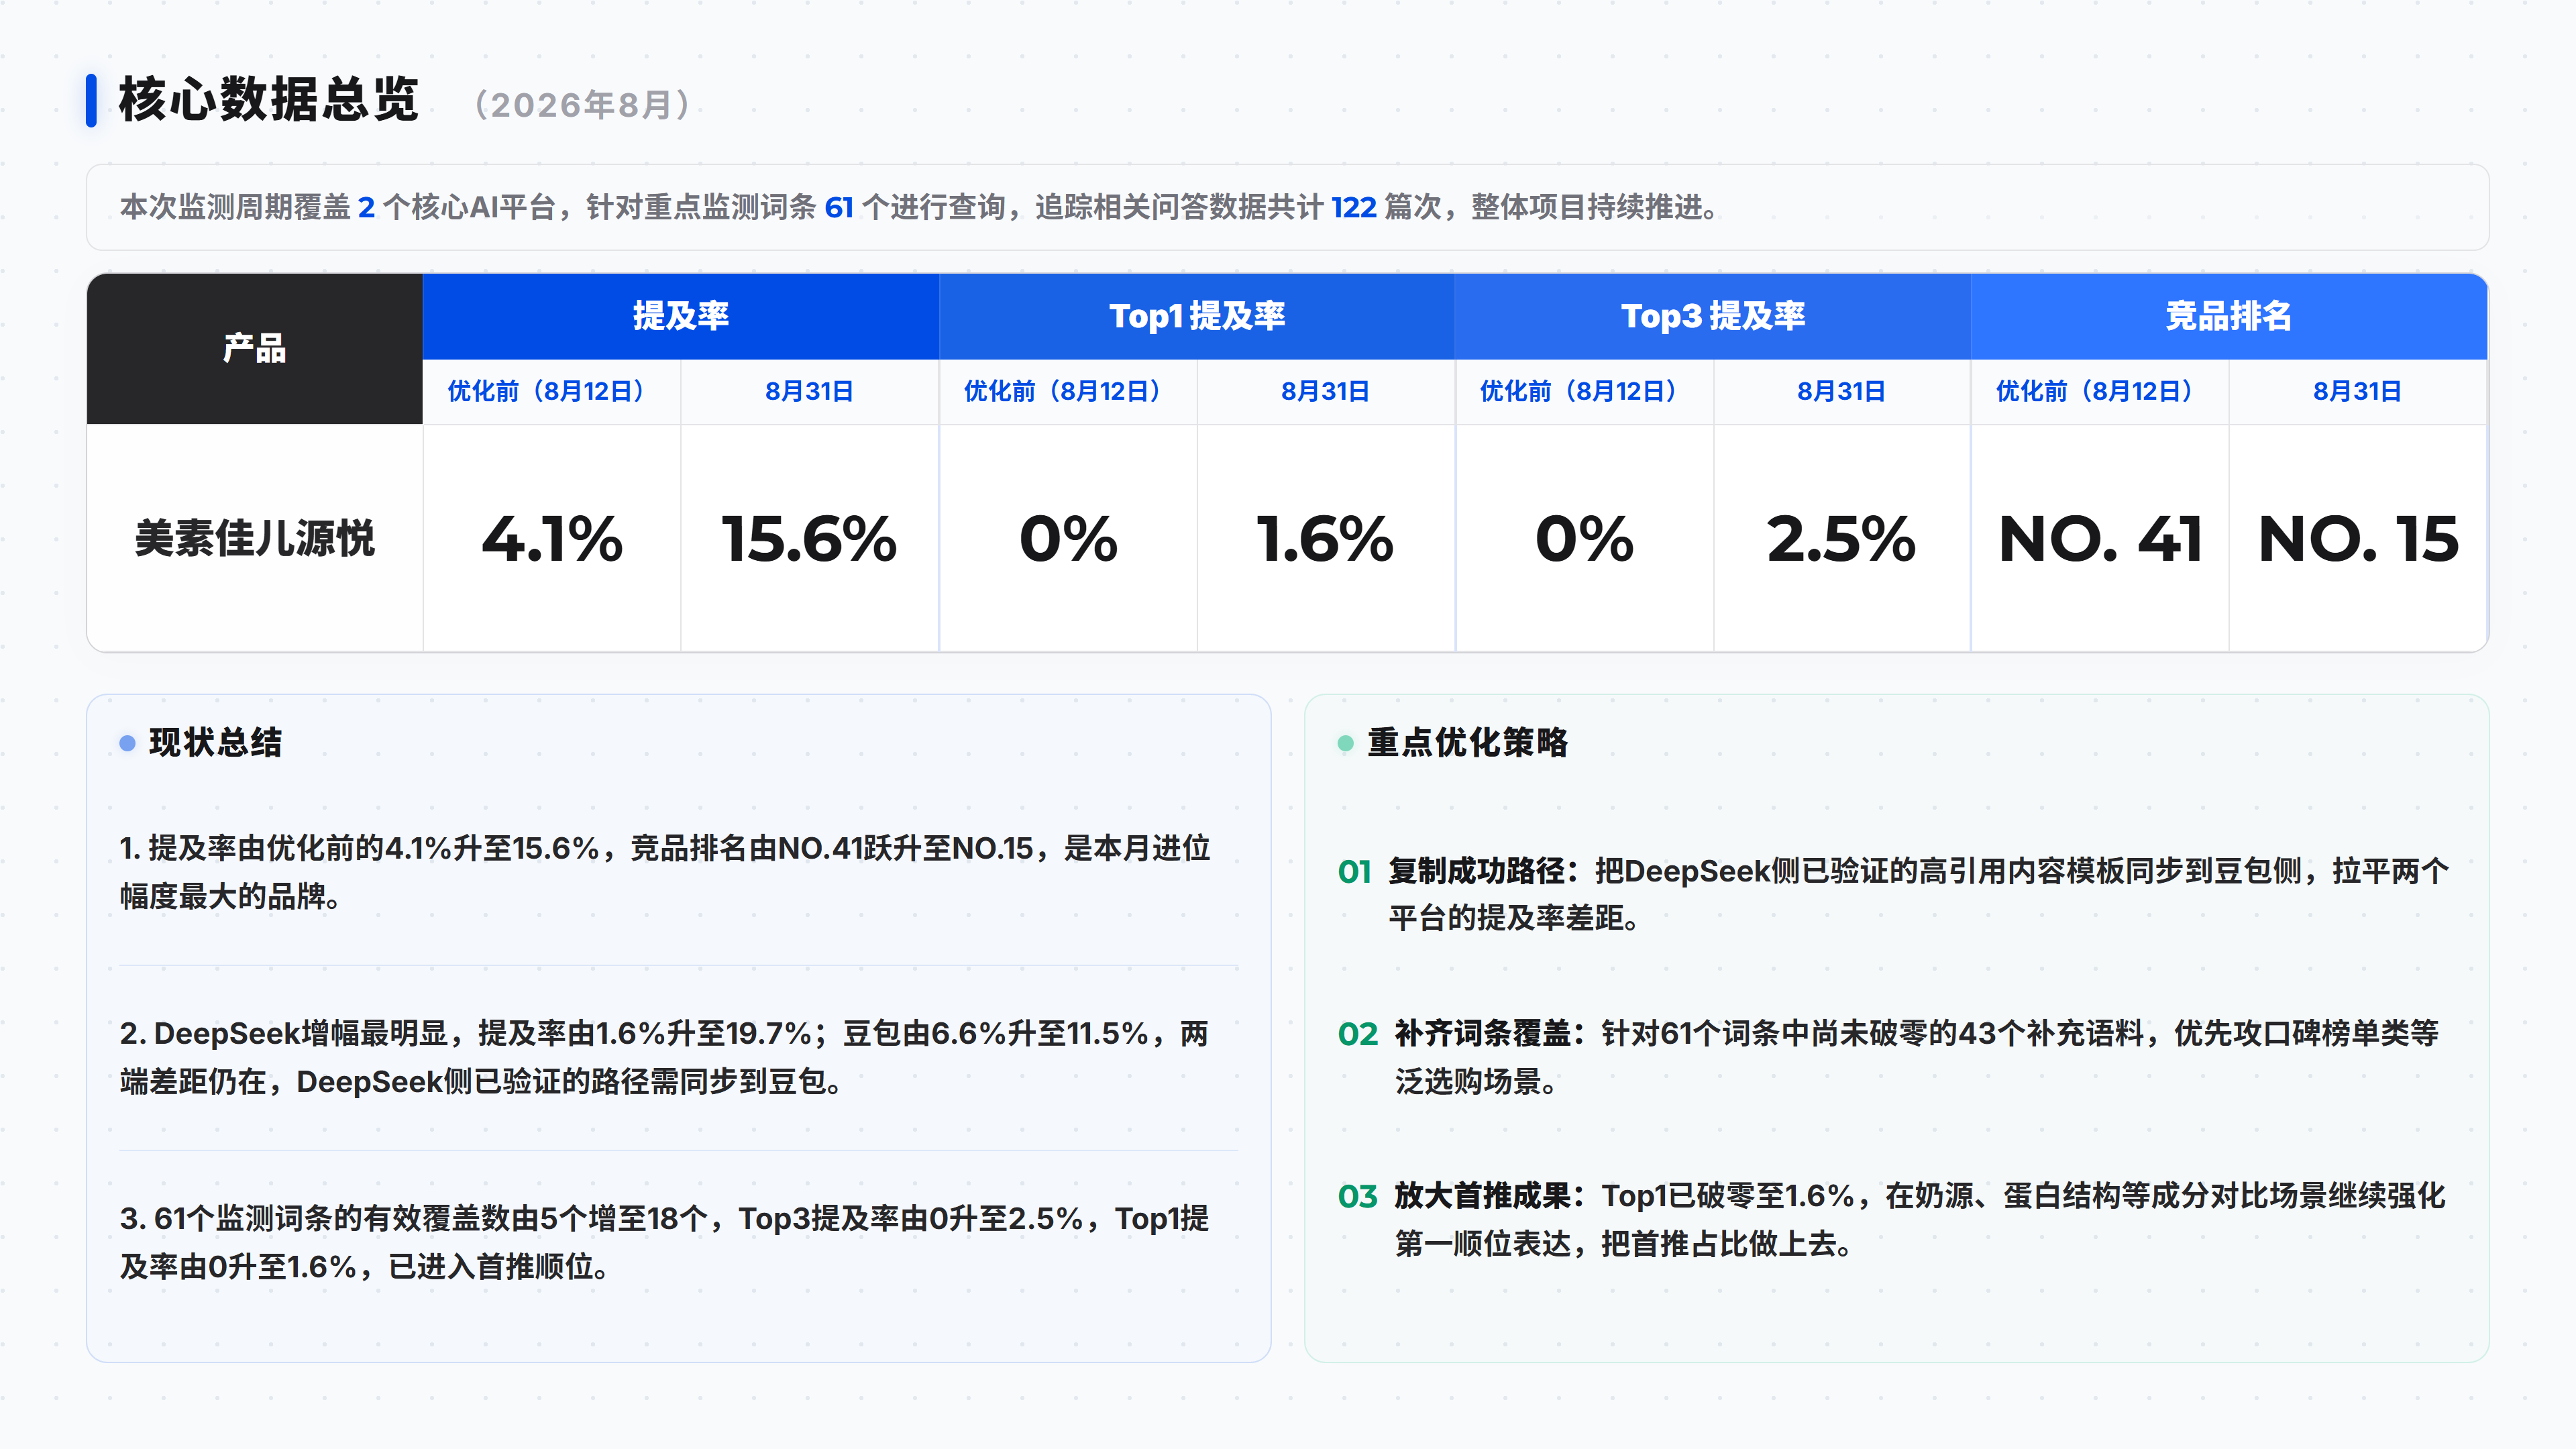 核心数据总览 （2026年8月）
本次监测周期覆盖 2 个核心AI平台，针对重点监测词条 61 个进行查询，追踪相关问答数据共计 122 篇次，整体项目持续推进。
产品 提及率 Top1 提及率 Top3 提及率 竞品排名
优化前（8月12日） 8月31日 优化前（8月12日） 8月31日 优化前（8月12日） 8月31日 优化前（8月12日） 8月31日
美素佳儿源悦 4.1% 15.6% 0% 1.6% 0% 2.5% NO. 41 NO. 15
现状总结
1. 提及率由优化前的4.1%升至15.6%，竞品排名由NO.41跃升至NO.15，是本月进位
幅度最大的品牌。
2. DeepSeek增幅最明显，提及率由1.6%升至19.7%；豆包由6.6%升至11.5%，两
端差距仍在，DeepSeek侧已验证的路径需同步到豆包。
3. 61个监测词条的有效覆盖数由5个增至18个，Top3提及率由0升至2.5%，Top1提
及率由0升至1.6%，已进入首推顺位。
重点优化策略
01 复制成功路径：把DeepSeek侧已验证的高引用内容模板同步到豆包侧，拉平两个
平台的提及率差距。
02 补齐词条覆盖：针对61个词条中尚未破零的43个补充语料，优先攻口碑榜单类等
泛选购场景。
03 放大首推成果：Top1已破零至1.6%，在奶源、蛋白结构等成分对比场景继续强化
第一顺位表达，把首推占比做上去。